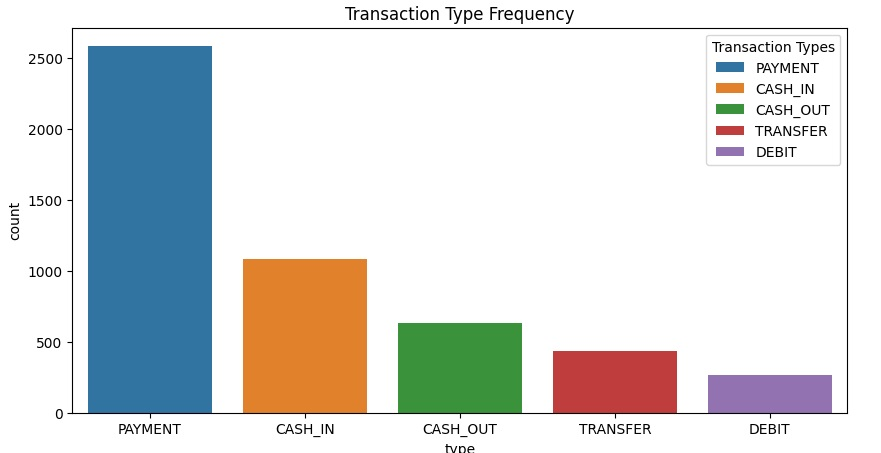 Transaction Type Frequency
Transaction Types
PAYMENT
CASH_IN
CASH_OUT
TRANSFER
DEBIT
count
2500
2000
1500
1000
500
0
PAYMENT CASH_IN CASH_OUT TRANSFER DEBIT
type